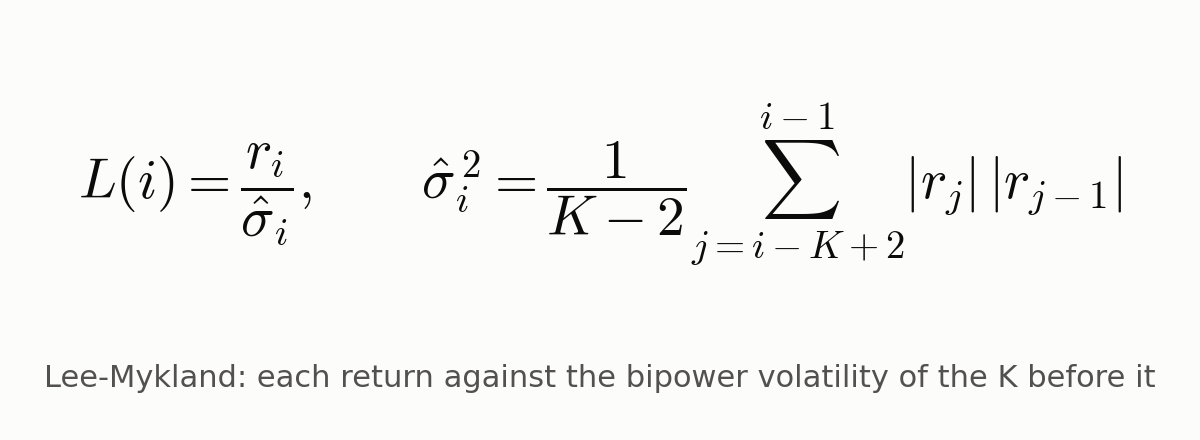 L(i) = r_i / σ̂_i,   σ̂_i^2 = 1 / (K − 2) ∑_{j = i − K + 2}^{i − 1} |r_j| |r_{j − 1}|
Lee-Mykland: each return against the bipower volatility of the K before it